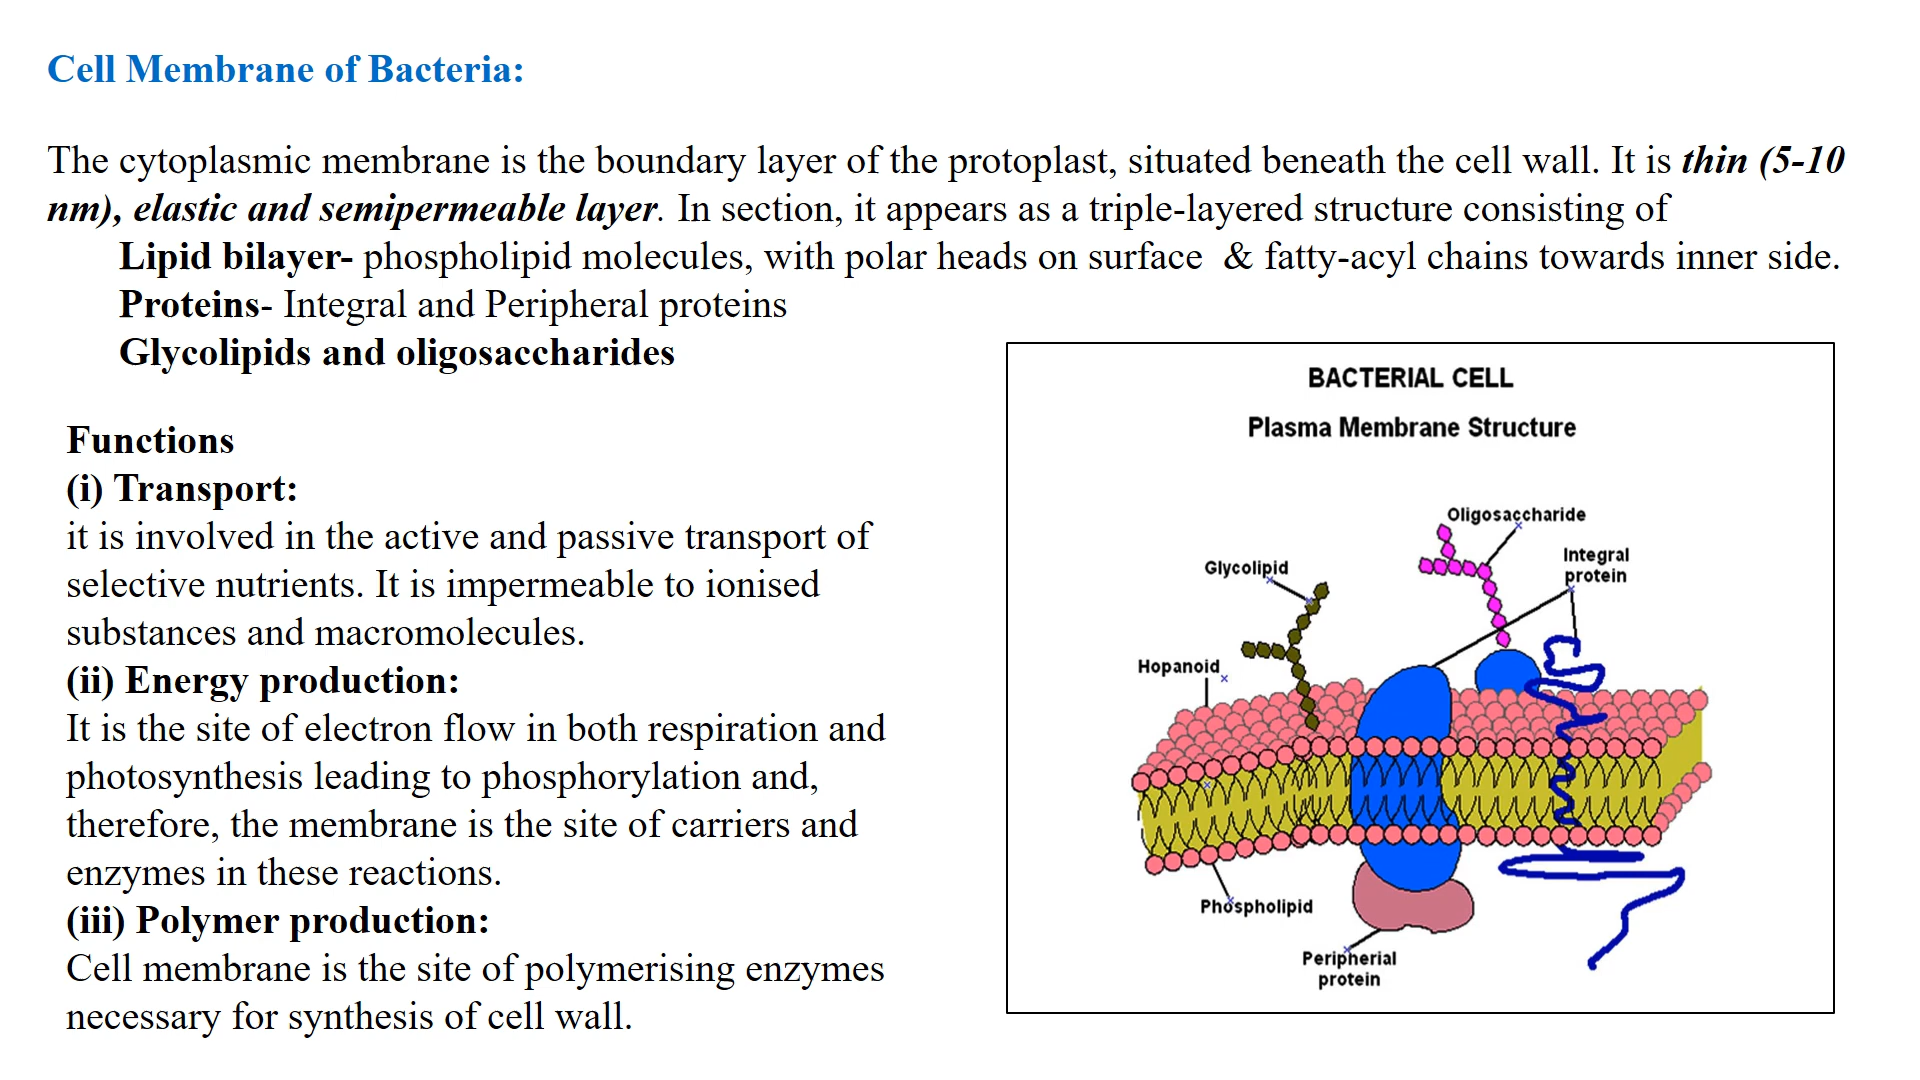 Cell Membrane of Bacteria:
The cytoplasmic membrane is the boundary layer of the protoplast, situated beneath the cell wall. It is thin (5-10
nm), elastic and semipermeable layer. In section, it appears as a triple-layered structure consisting of
Lipid bilayer- phospholipid molecules, with polar heads on surface & fatty-acyl chains towards inner side.
Proteins- Integral and Peripheral proteins
Glycolipids and oligosaccharides
Functions
(i) Transport:
it is involved in the active and passive transport of
selective nutrients. It is impermeable to ionised
substances and macromolecules.
(ii) Energy production:
It is the site of electron flow in both respiration and
photosynthesis leading to phosphorylation and,
therefore, the membrane is the site of carriers and
enzymes in these reactions.
(iii) Polymer production:
Cell membrane is the site of polymerising enzymes
necessary for synthesis of cell wall.
BACTERIAL CELL
Plasma Membrane Structure
Oligosaccharide
Integral
protein
Glycolipid
Hopanoid
Phospholipid
Peripherial
protein